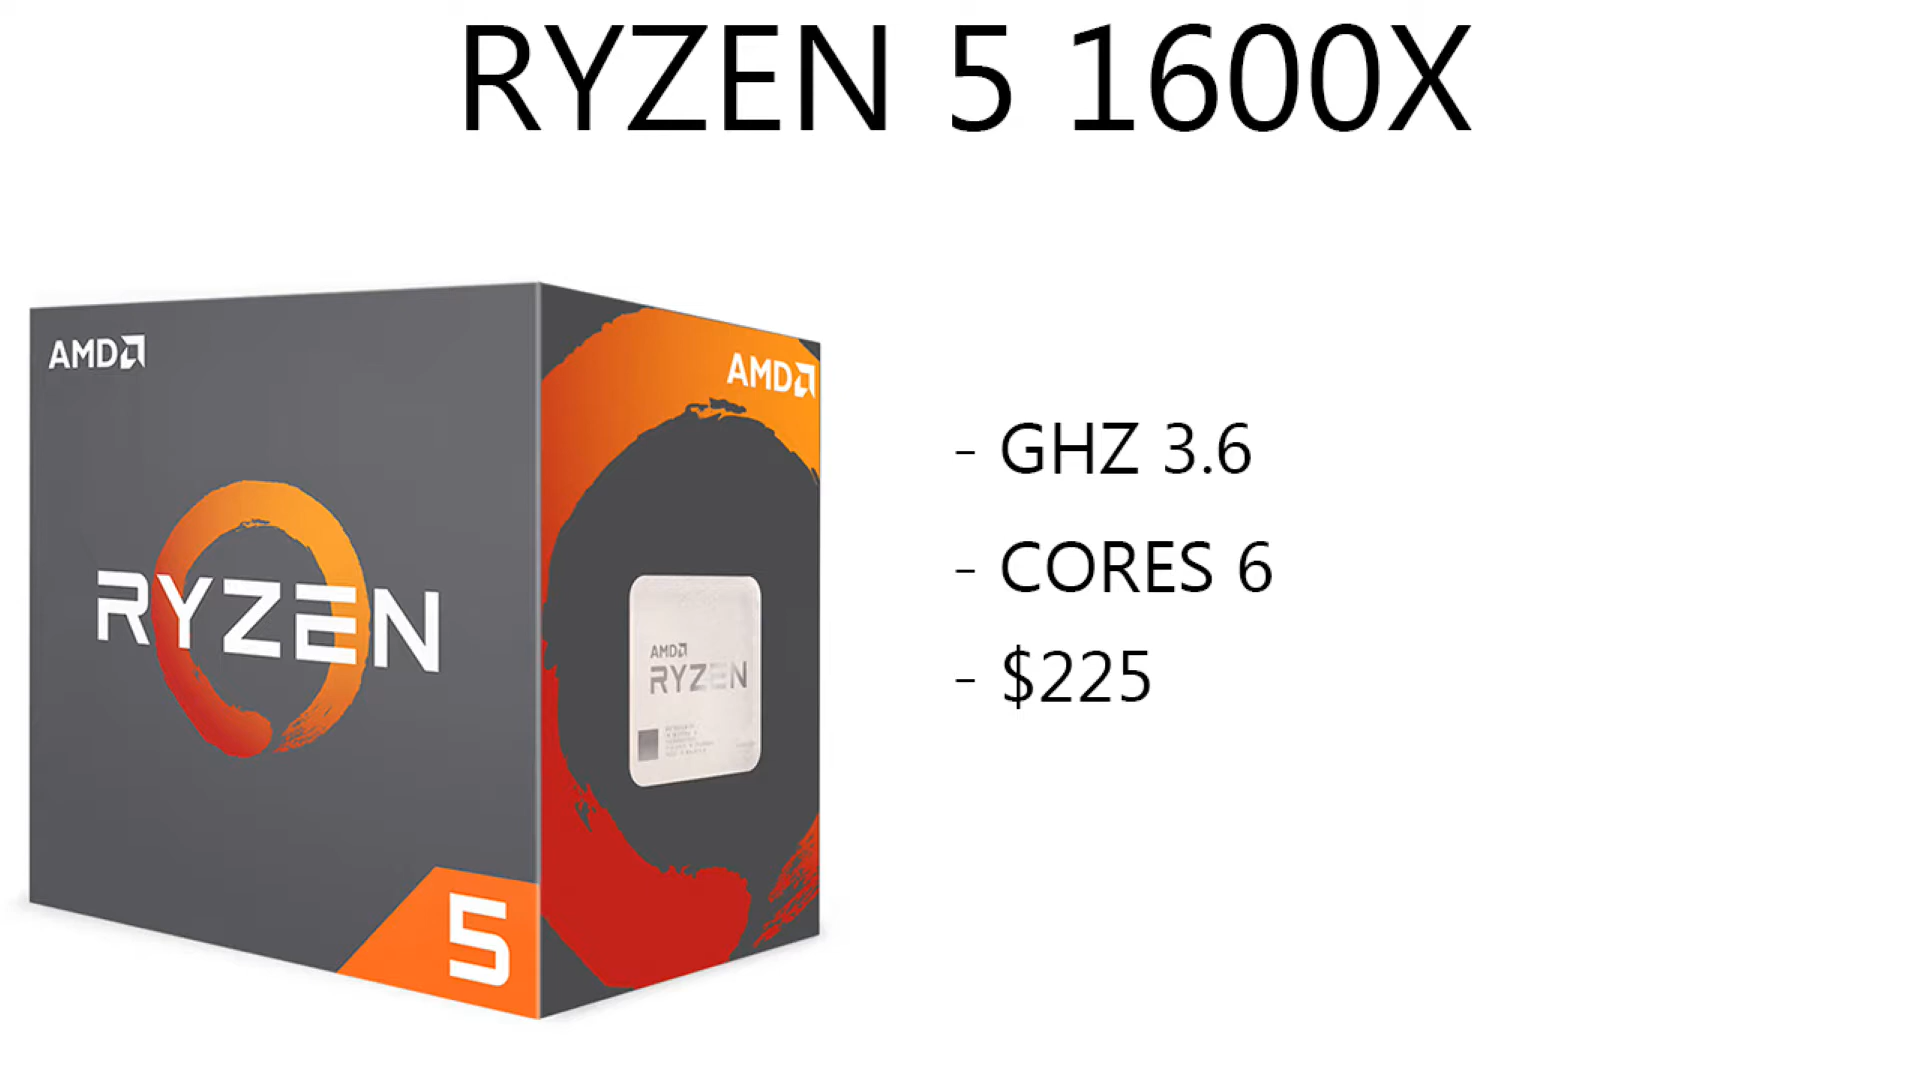 RYZEN 5 1600X
AMD
AMD
- GHZ 3.6
RYZEN
- CORES 6
AMD
RYZEN
- $225
5